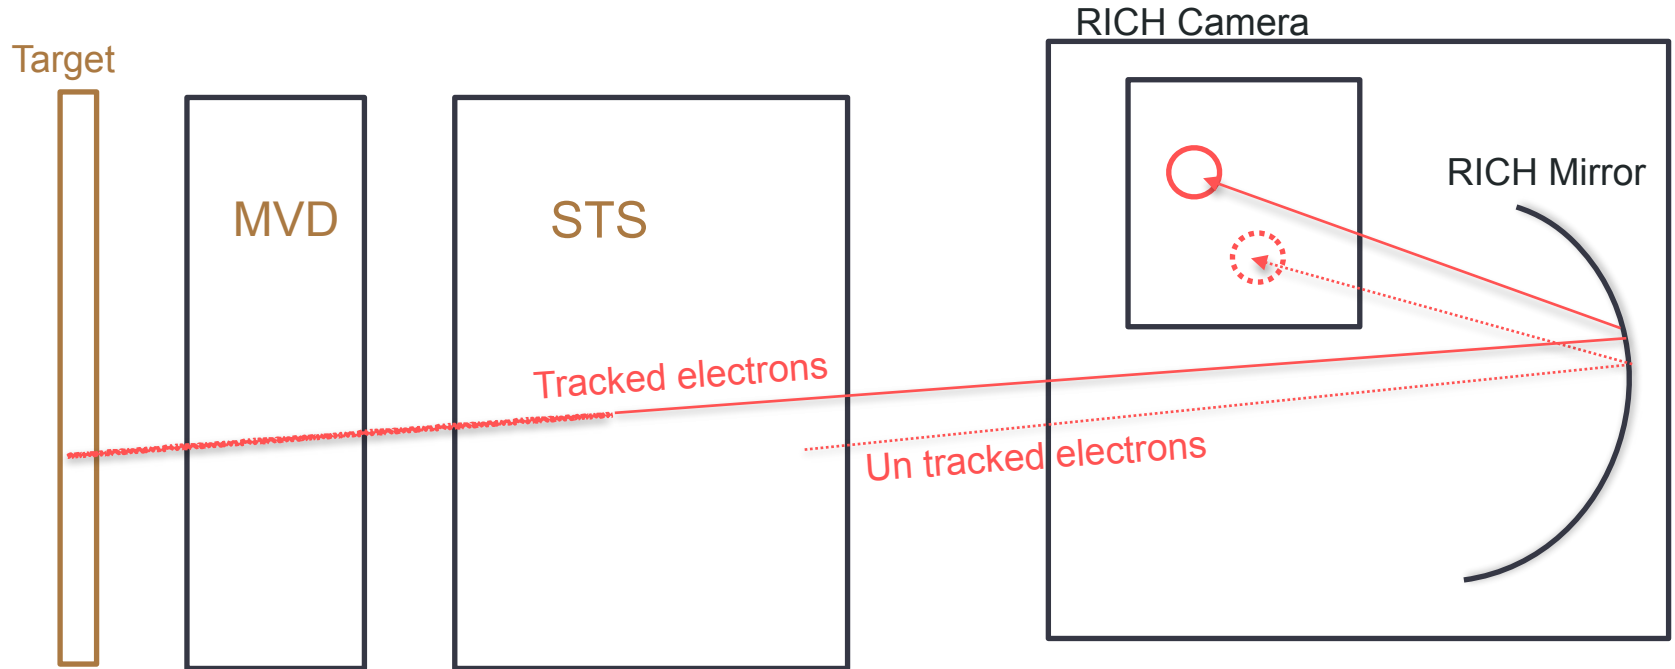 RICH Camera
Target
RICH Mirror
MVD
STS
Tracked electrons
Un tracked electrons